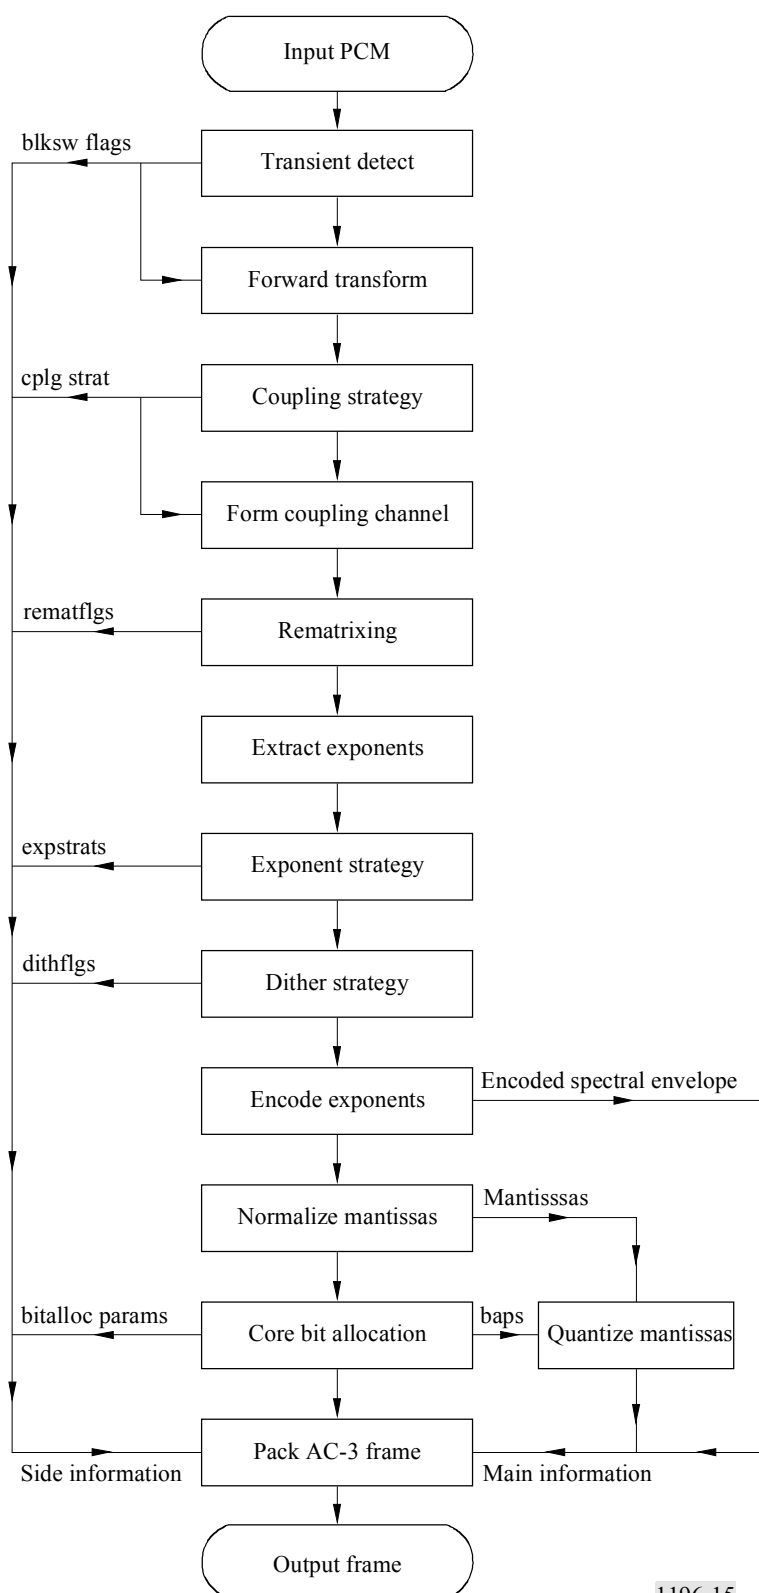 Input PCM
blksw flags
Transient detect
Forward transform
cplg strat
Coupling strategy
Form coupling channel
rematflgs
Rematrixing
Extract exponents
expstrats
Exponent strategy
dithflgs
Dither strategy
Encoded spectral envelope
Encode exponents
Mantisssas
Normalize mantissas
bitalloc params
Core bit allocation
baps
Quantize mantissas
Pack AC-3 frame
Side information
Main information
Output frame
1196-15